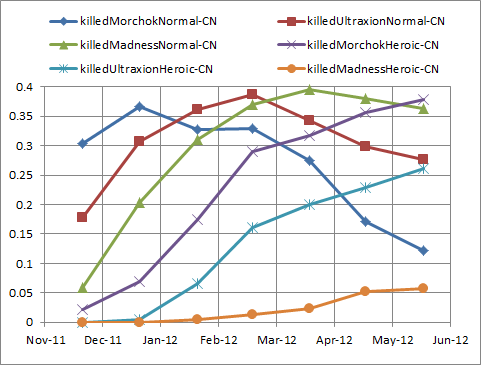 killedMorchokNormal-CN killedUltraxionNormal-CN
killedMadnessNormal-CN killedMorchokHeroic-CN
killedUltraxionHeroic-CN killedMadnessHeroic-CN
0.4
0.35
0.3
0.25
0.2
0.15
0.1
0.05
0
Nov-11 Dec-11 Jan-12 Feb-12 Mar-12 Apr-12 May-12 Jun-12